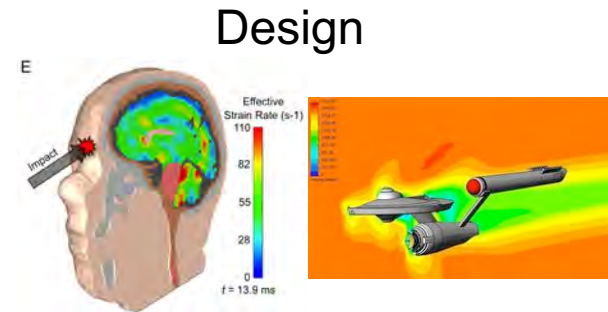 Design
E
Impact
Effective
Strain Rate (s-1)
110
82
55
28
0
t = 13.9 ms